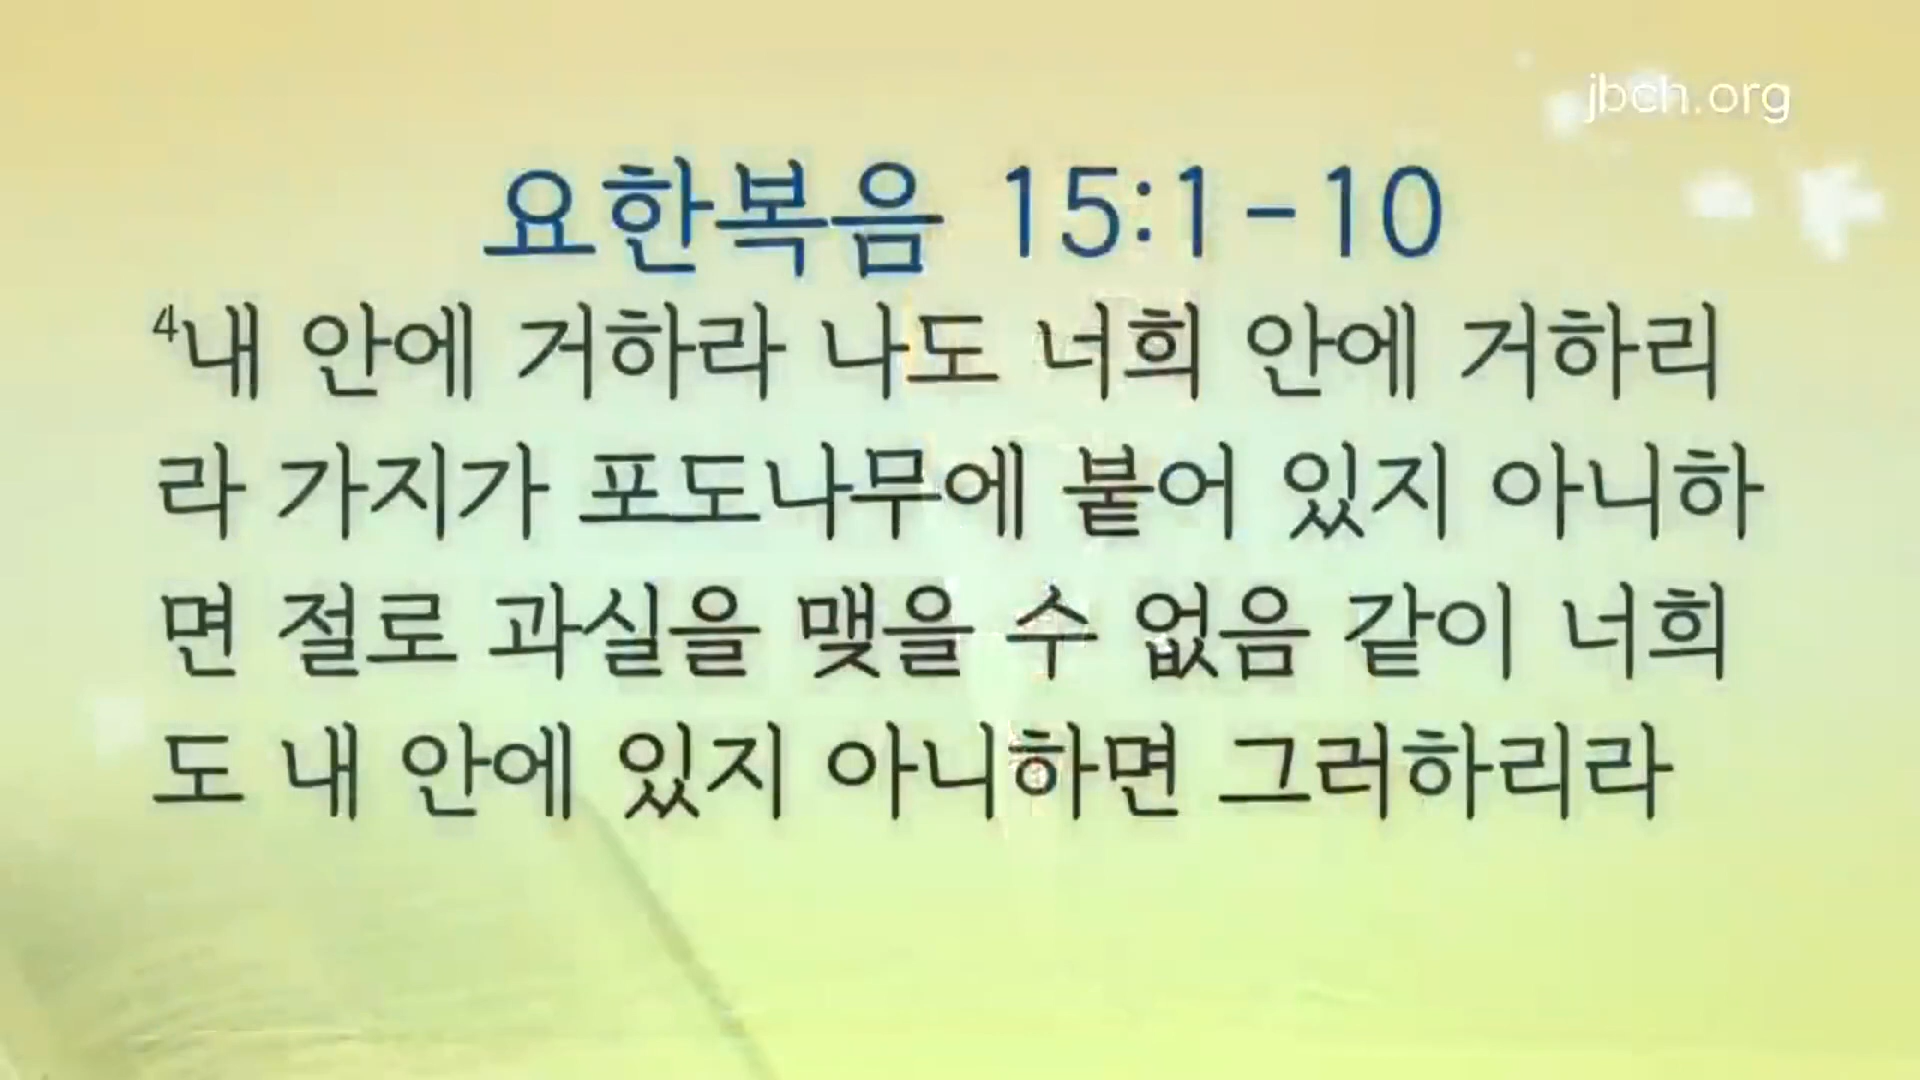 jbch.org
요한복음 15:1-10
4내 안에 거하라 나도 너희 안에 거하리
라 가지가 포도나무에 붙어 있지 아니하
면 절로 과실을 맺을 수 없음 같이 너희
도 내 안에 있지 아니하면 그러하리라